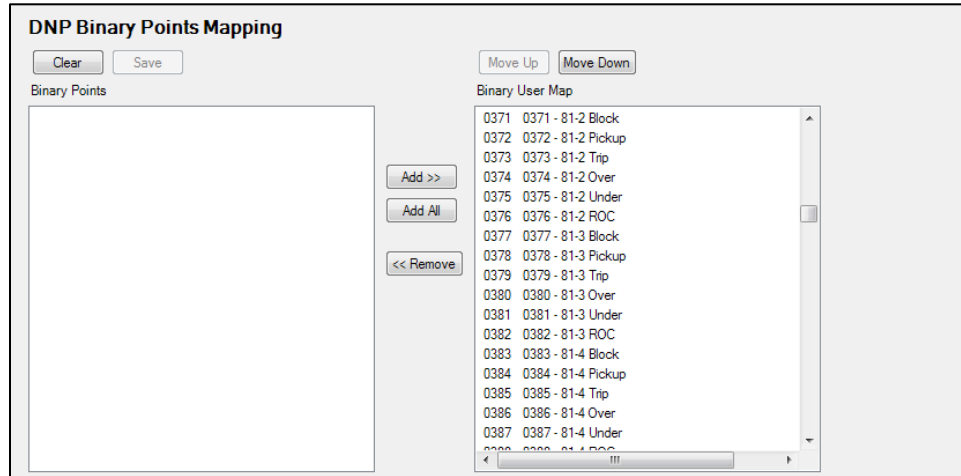 DNP Binary Points Mapping
Clear Save Move Up Move Down
Binary Points Binary User Map
0371 0371 - 81-2 Block
0372 0372 - 81-2 Pickup
0373 0373 - 81-2 Trip
Add >> 0374 0374 - 81-2 Over
0375 0375 - 81-2 Under
Add All 0376 0376 - 81-2 ROC
0377 0377 - 81-3 Block
0378 0378 - 81-3 Pickup
<< Remove 0379 0379 - 81-3 Trip
0380 0380 - 81-3 Over
0381 0381 - 81-3 Under
0382 0382 - 81-3 ROC
0383 0383 - 81-4 Block
0384 0384 - 81-4 Pickup
0385 0385 - 81-4 Trip
0386 0386 - 81-4 Over
0387 0387 - 81-4 Under